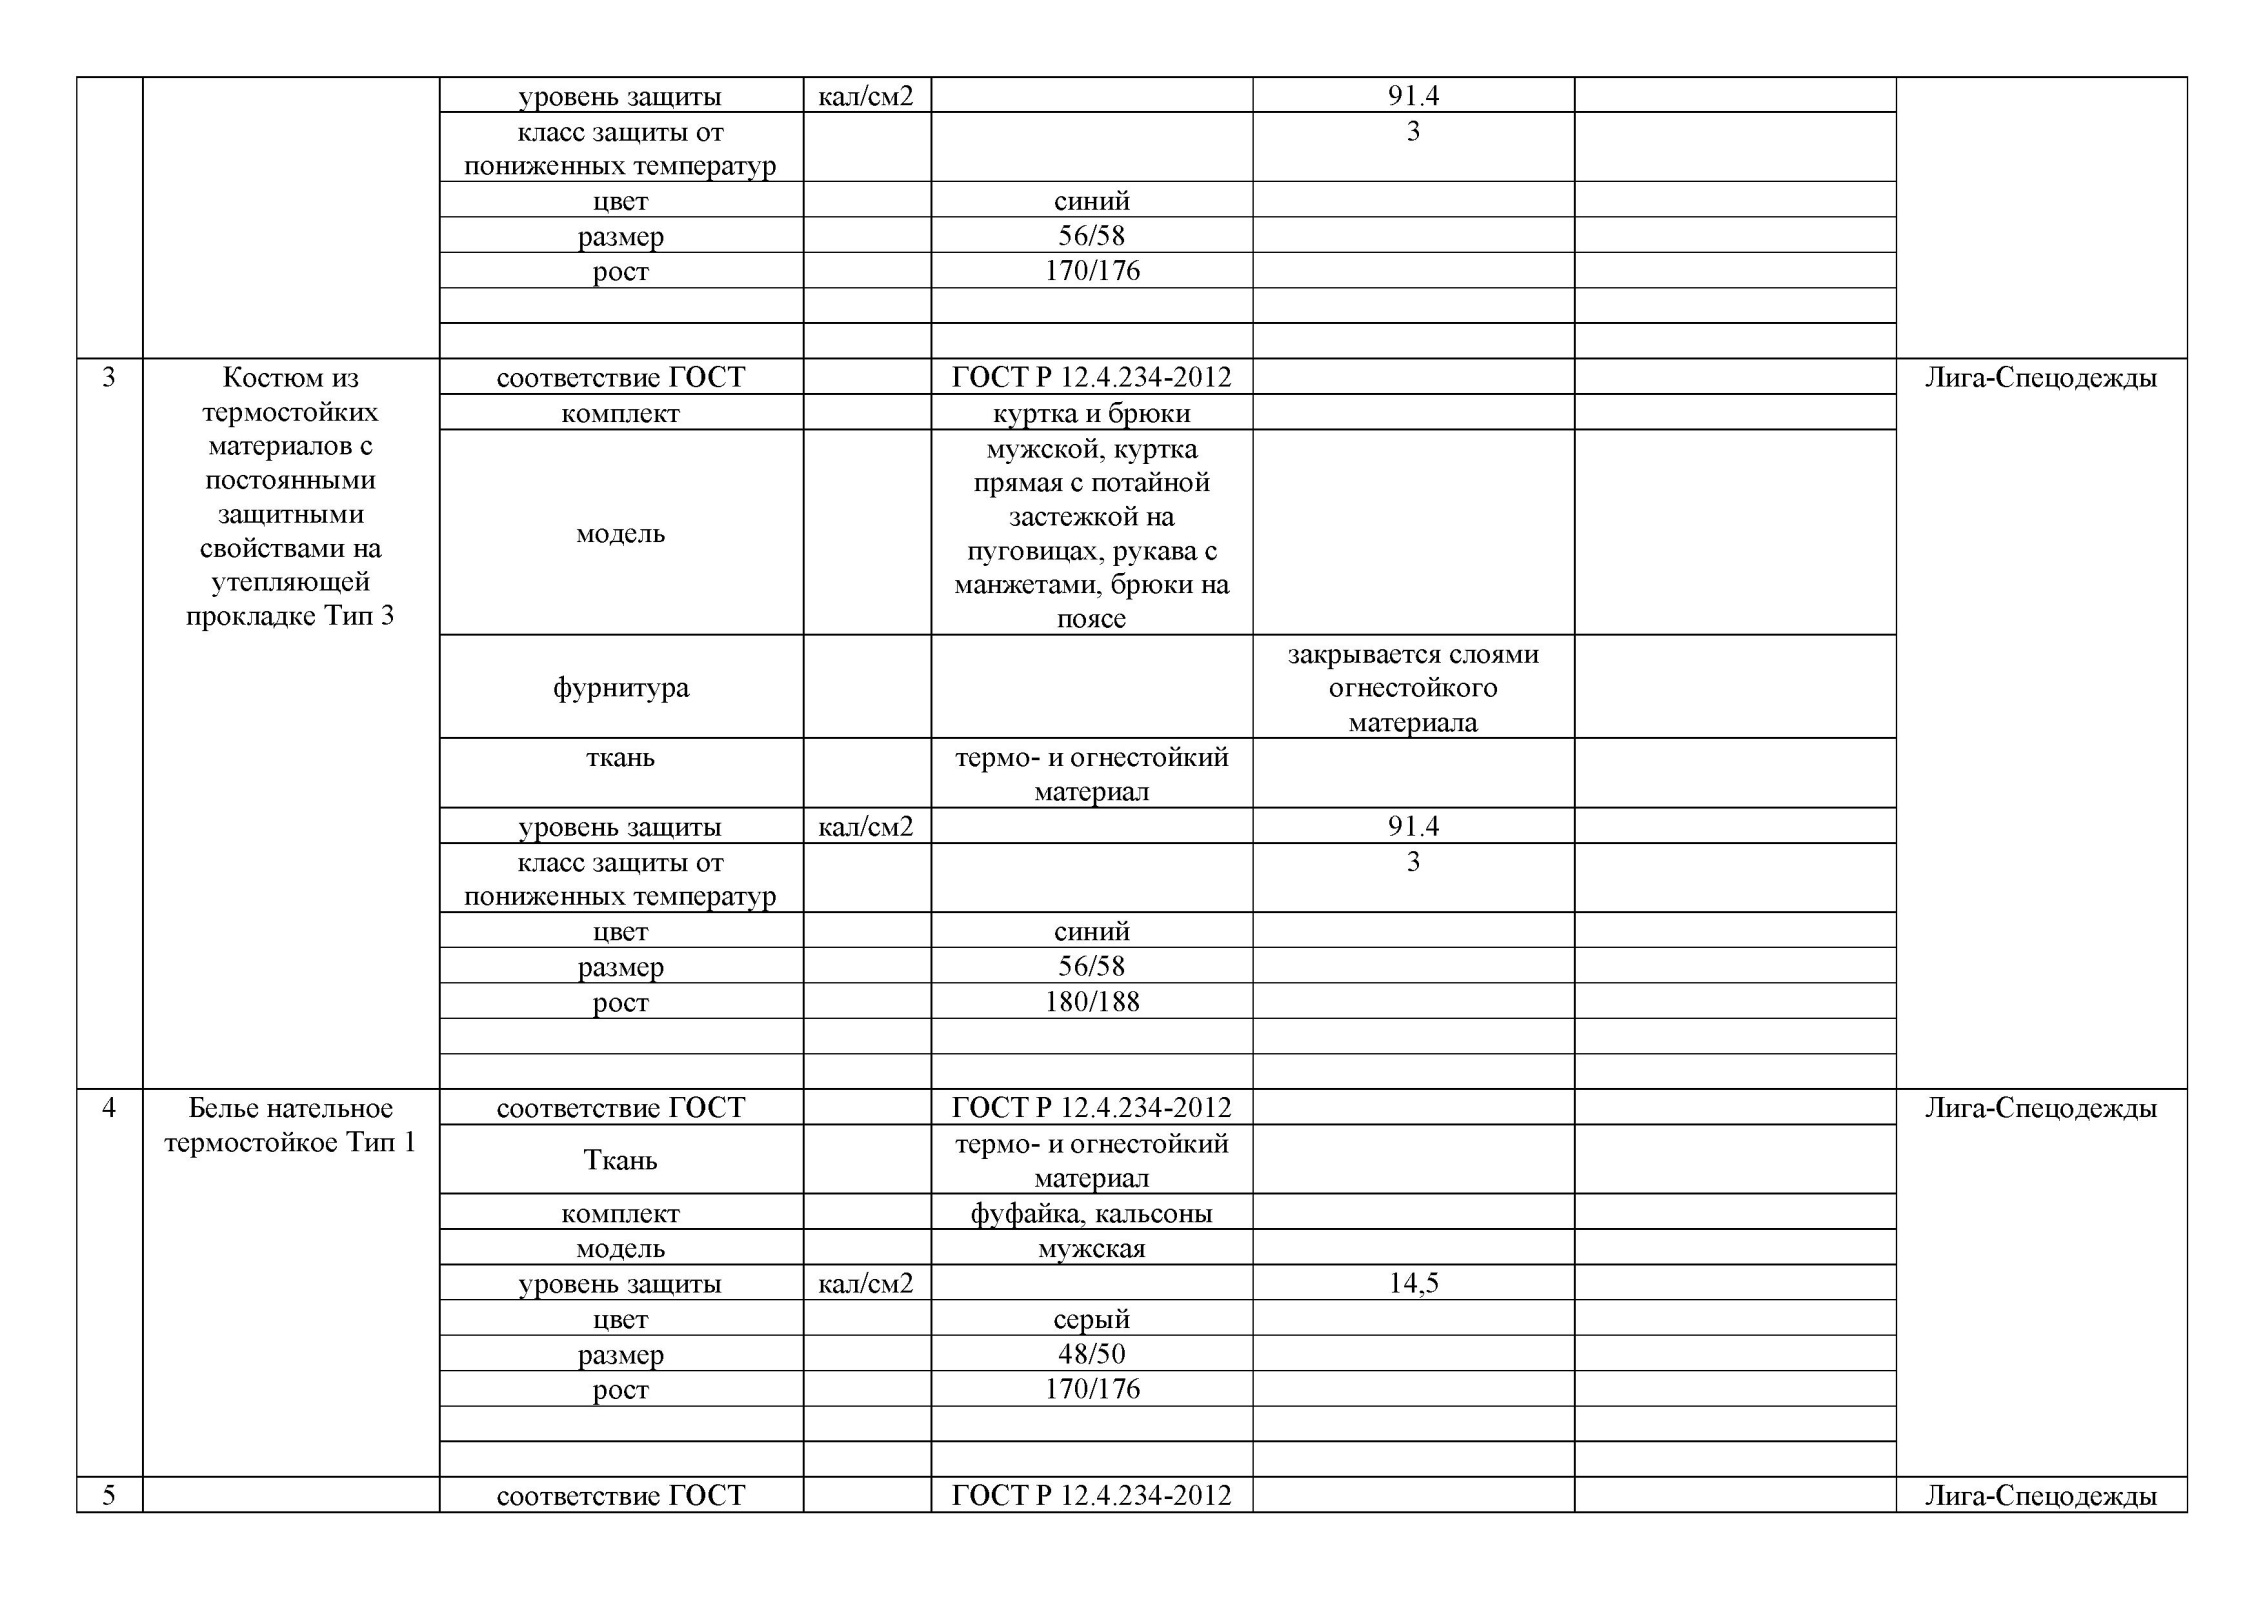 уровень защиты кал/см2 91.4
класс защиты от 3
пониженных температур
цвет синий
размер 56/58
рост 170/176
3 Костюм из соответствие ГОСТ ГОСТ Р 12.4.234-2012 Лига-Спецодежды
термостойких комплект куртка и брюки
материалов с мужской, куртка
постоянными прямая с потайной
защитными модель застежкой на
свойствами на пуговицах, рукава с
утепляющей манжетами, брюки на
прокладке Тип 3 поясе
закрывается слоями
фурнитура огнестойкого
материала
ткань термо- и огнестойкий
материал
уровень защиты кал/см2 91.4
класс защиты от 3
пониженных температур
цвет синий
размер 56/58
рост 180/188
4 Белье нательное соответствие ГОСТ ГОСТ Р 12.4.234-2012 Лига-Спецодежды
термостойкое Тип 1 Ткань термо- и огнестойкий
материал
комплект фуфайка, кальсоны
модель мужская
уровень защиты кал/см2 14,5
цвет серый
размер 48/50
рост 170/176
5 соответствие ГОСТ ГОСТ Р 12.4.234-2012 Лига-Спецодежды